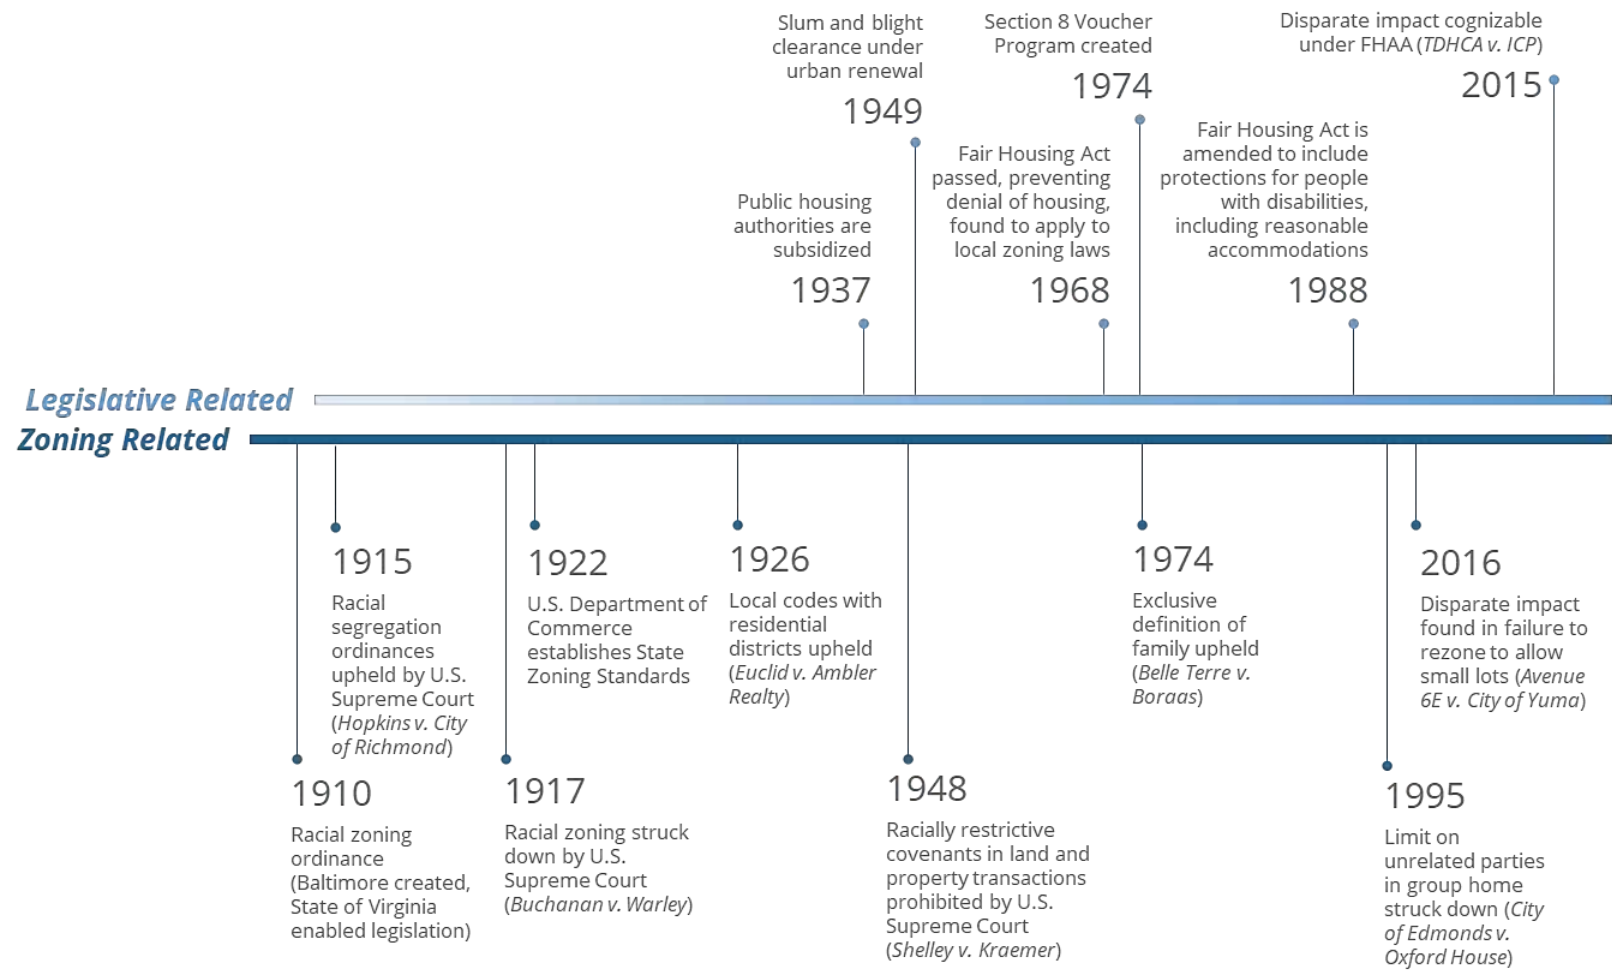 Slum and blight
clearance under
urban renewal
1949
Section 8 Voucher
Program created
1974
Disparate impact cognizable
under FHAA (TDHCA v. ICP)
2015
Public housing
authorities are
subsidized
1937
Fair Housing Act
passed, preventing
denial of housing,
found to apply to
local zoning laws
1968
Fair Housing Act is
amended to include
protections for people
with disabilities,
including reasonable
accommodations
1988
Legislative Related
Zoning Related
1915
Racial
segregation
ordinances
upheld by U.S.
Supreme Court
(Hopkins v. City
of Richmond)
1922
U.S. Department of
Commerce
establishes State
Zoning Standards
1926
Local codes with
residential
districts upheld
(Euclid v. Ambler
Realty)
1974
Exclusive
definition of
family upheld
(Belle Terre v.
Boraas)
2016
Disparate impact
found in failure to
rezone to allow
small lots (Avenue
6E v. City of Yuma)
1910
Racial zoning
ordinance
(Baltimore created,
State of Virginia
enabled legislation)
1917
Racial zoning struck
down by U.S.
Supreme Court
(Buchanan v. Warley)
1948
Racially restrictive
covenants in land and
property transactions
prohibited by U.S.
Supreme Court
(Shelley v. Kraemer)
1995
Limit on
unrelated parties
in group home
struck down (City
of Edmonds v.
Oxford House)